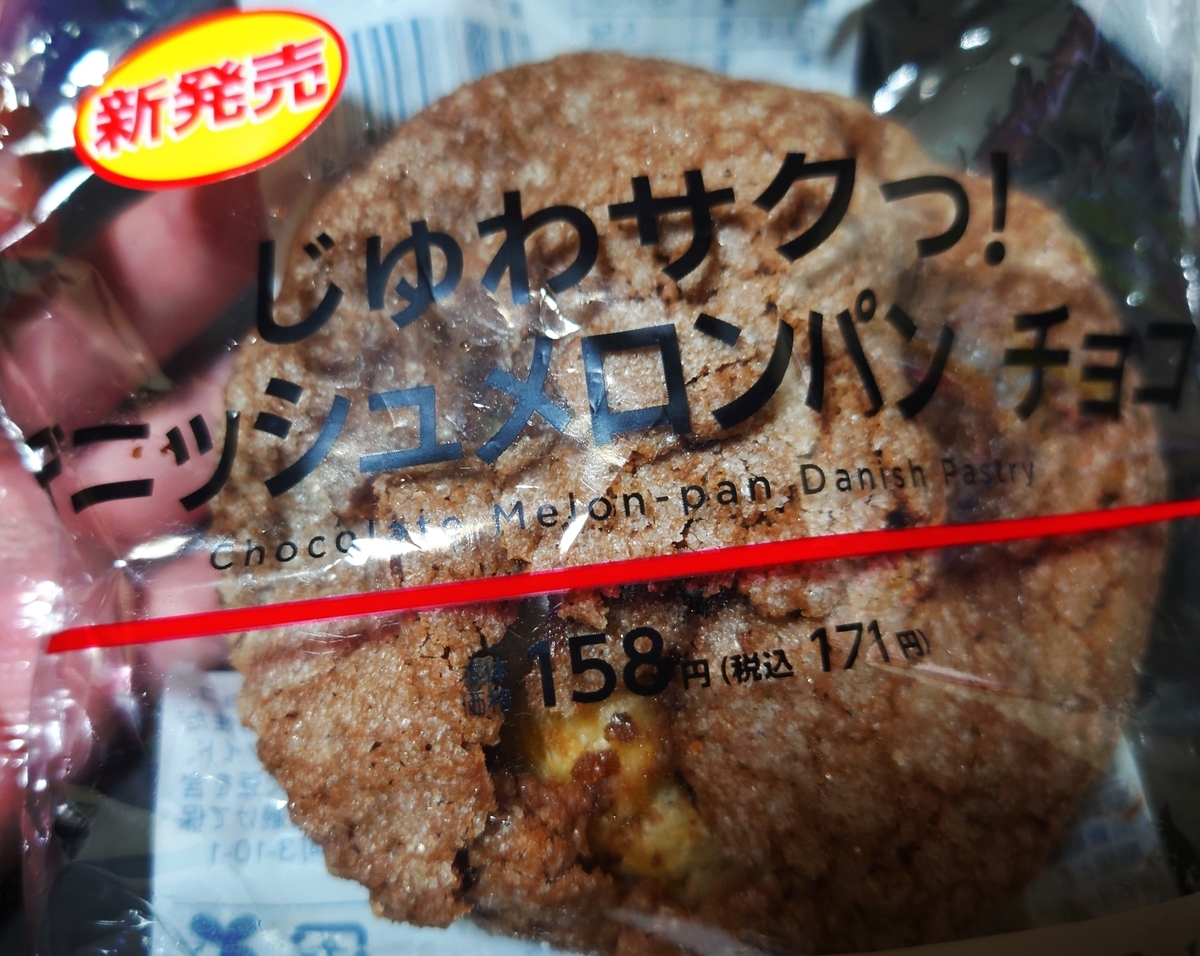 新発売
じゅわサクっ!
デニッシュメロンパン チョコ
Chocolate Melon-pan Danish Pastry
158円(税込 171円)